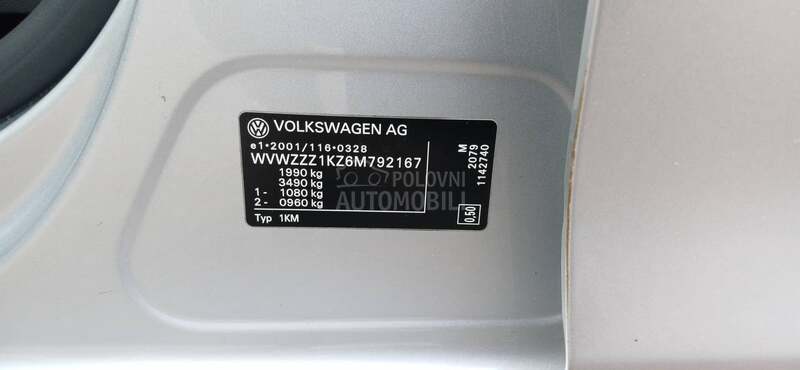 VOLKSWAGEN AG
e1*2001/116*0328
WVWZZZ1KZ6M792167
1990 kg
3490 kg
1- 1080 kg
2- 0960 kg
Typ 1KM
M
2079
1142740
0,50
POLOVNI
AUTOMOBILI